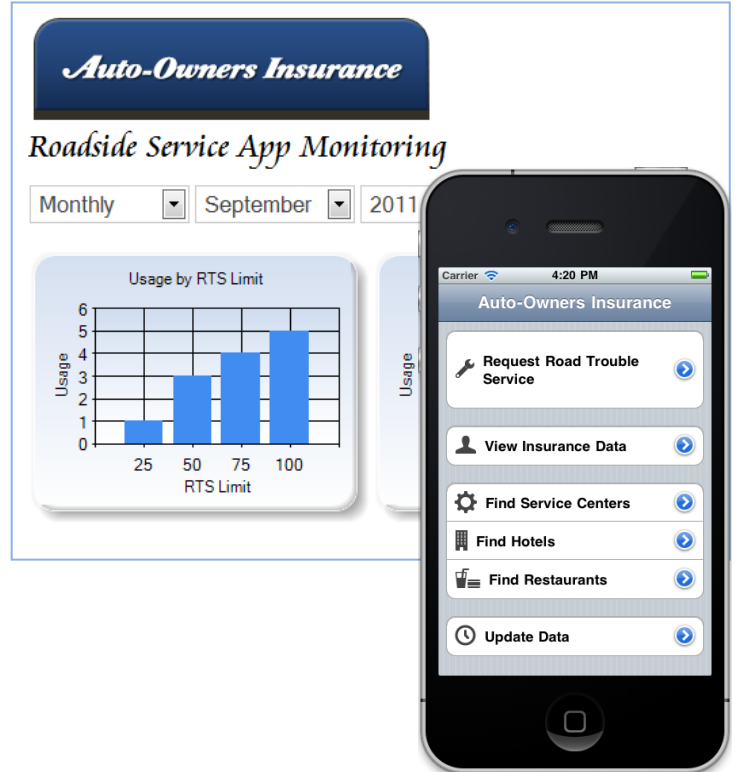 Auto-Owners Insurance
Roadside Service App Monitoring
Monthly
September
2011
Usage by RTS Limit
Usage
6
5
4
3
2
1
0
25 50 75 100
RTS Limit
Usage
Carrier 4:20 PM
Auto-Owners Insurance
Request Road Trouble
Service
View Insurance Data
Find Service Centers
Find Hotels
Find Restaurants
Update Data